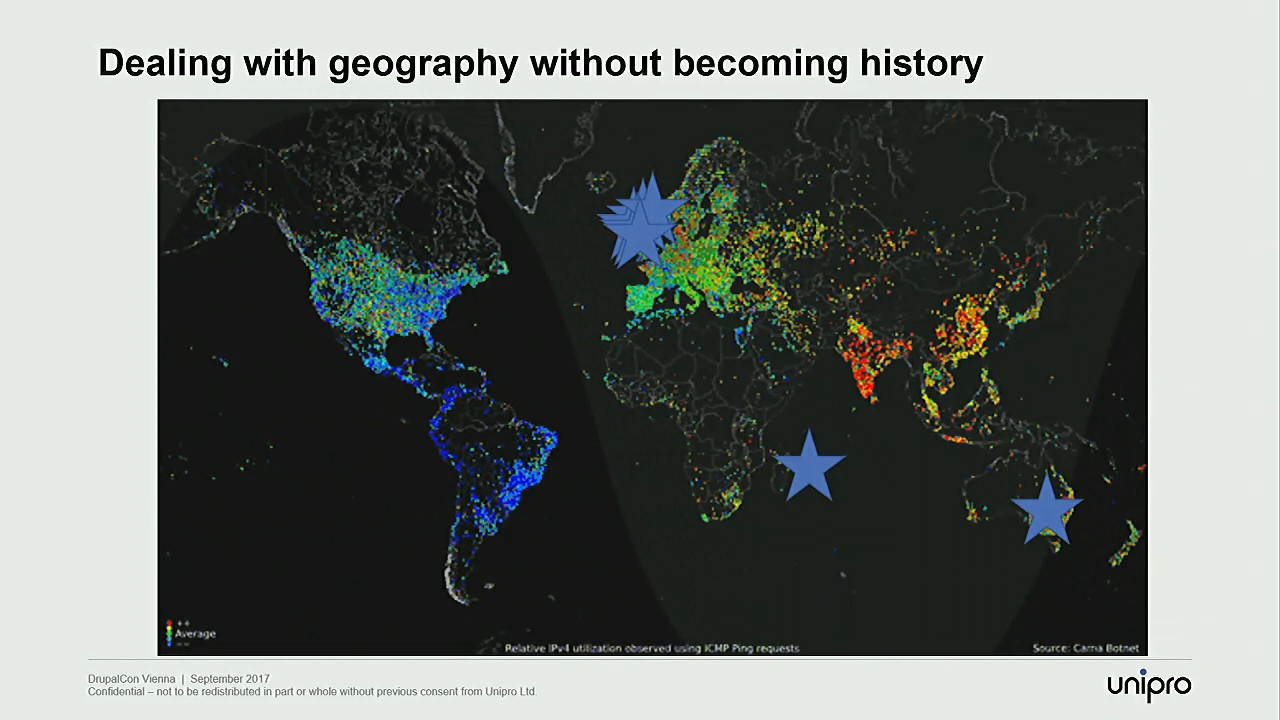 Dealing with geography without becoming history
++
Average
--
Relative IPv4 utilization observed using ICMP Ping requests
Source: Carna Botnet
DrupalCon Vienna | September 2017
Confidential – not to be redistributed in part or whole without previous consent from Unipro Ltd.
unipro